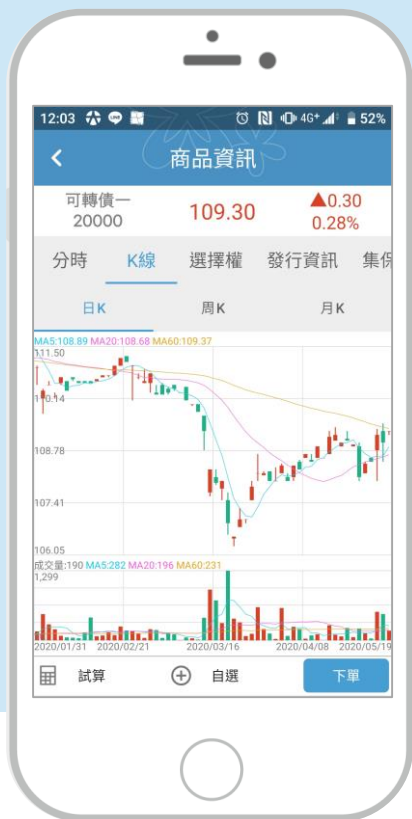 12:03 4G+ 52%
商品資訊
可轉債一 109.30 ▲0.30
20000 0.28%
分時 K線 選擇權 發行資訊 集保
日K 周K 月K
MA5:108.89 MA20:108.68 MA60:109.37
111.50
110.14
108.78
107.41
106.05
成交量:190 MA5:282 MA20:196 MA60:231
1,299
2020/01/31 2020/02/21 2020/03/16 2020/04/08 2020/05/19
試算 自選 下單